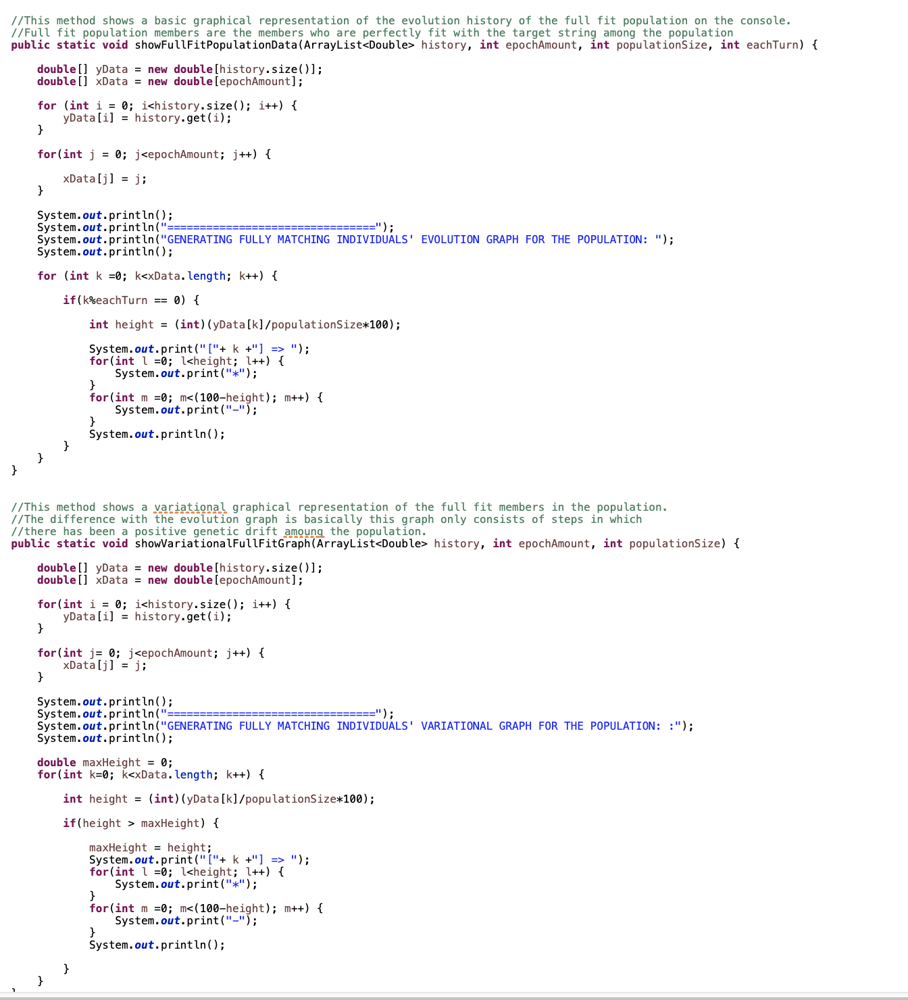 //This method shows a basic graphical representation of the evolution history of the full fit population on the console.
//Full fit population members are the members who are perfectly fit with the target string among the population
public static void showFullFitPopulationData(ArrayList<Double> history, int epochAmount, int populationSize, int eachTurn) {
double[] yData = new double[history.size()];
double[] xData = new double[epochAmount];
for (int i = 0; i<history.size(); i++) {
yData[i] = history.get(i);
}
for(int j = 0; j<epochAmount; j++) {
xData[j] = j;
}
System.out.println();
System.out.println("================================");
System.out.println("GENERATING FULLY MATCHING INDIVIDUALS' EVOLUTION GRAPH FOR THE POPULATION: ");
System.out.println();
for (int k =0; k<xData.length; k++) {
if(k%eachTurn == 0) {
int height = (int)(yData[k]/populationSize*100);
System.out.print("["+ k +"] => ");
for(int l =0; l<height; l++) {
System.out.print("*");
}
for(int m =0; m<(100-height); m++) {
System.out.print("-");
}
System.out.println();
}
}
}
//This method shows a variational graphical representation of the full fit members in the population.
//The difference with the evolution graph is basically this graph only consists of steps in which
//there has been a positive genetic drift amoung the population.
public static void showVariationalFullFitGraph(ArrayList<Double> history, int epochAmount, int populationSize) {
double[] yData = new double[history.size()];
double[] xData = new double[epochAmount];
for(int i = 0; i<history.size(); i++) {
yData[i] = history.get(i);
}
for(int j= 0; j<epochAmount; j++) {
xData[j] = j;
}
System.out.println();
System.out.println("================================");
System.out.println("GENERATING FULLY MATCHING INDIVIDUALS' VARIATIONAL GRAPH FOR THE POPULATION: :");
System.out.println();
double maxHeight = 0;
for(int k=0; k<xData.length; k++) {
int height = (int)(yData[k]/populationSize*100);
if(height > maxHeight) {
maxHeight = height;
System.out.print("["+ k +"] => ");
for(int l =0; l<height; l++) {
System.out.print("*");
}
for(int m =0; m<(100-height); m++) {
System.out.print("-");
}
System.out.println();
}
}